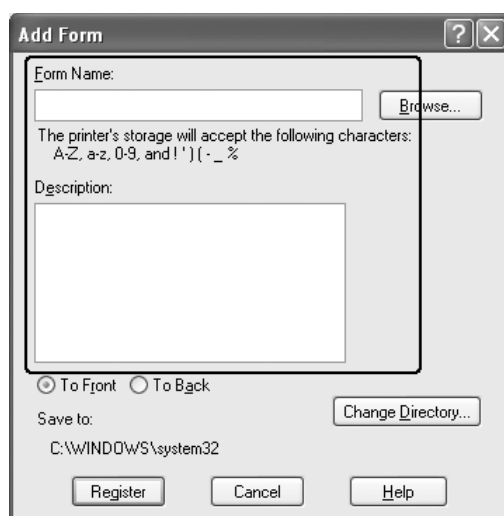 Add Form
Form Name:
Browse...
The printer's storage will accept the following characters:
A-Z, a-z, 0-9, and ! ' ) ( - _ %
Description:
To Front To Back
Save to:
Change Directory...
C:\WINDOWS\system32
Register Cancel Help